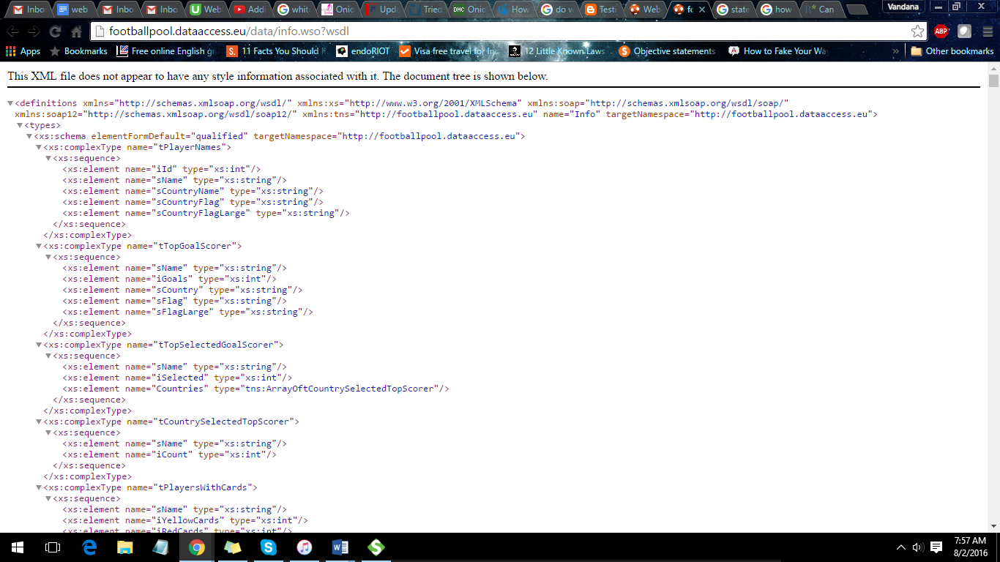 Inbo
web
Inbo
Inbo
Web
Addi
whit
Onic
Upda
Tried
DHC
Onic
How
do w
Testi
Web
fo
state
how
Can
Vandana
footballpool.dataaccess.eu/data/info.wso?wsdl
ABP
Apps
Bookmarks
Free online English gr
11 Facts You Should K
endoRIOT
Visa free travel for In
12 Little Known Laws
Objective statements
How to Fake Your Wa
»
Other bookmarks
This XML file does not appear to have any style information associated with it. The document tree is shown below.
<definitions xmlns="http://schemas.xmlsoap.org/wsdl/" xmlns:xs="http://www.w3.org/2001/XMLSchema" xmlns:soap="http://schemas.xmlsoap.org/wsdl/soap/"
xmlns:soap12="http://schemas.xmlsoap.org/wsdl/soap12/" xmlns:tns="http://footballpool.dataaccess.eu" name="Info" targetNamespace="http://footballpool.dataaccess.eu">
<types>
<xs:schema elementFormDefault="qualified" targetNamespace="http://footballpool.dataaccess.eu">
<xs:complexType name="tPlayerNames">
<xs:sequence>
<xs:element name="iId" type="xs:int"/>
<xs:element name="sName" type="xs:string"/>
<xs:element name="sCountryName" type="xs:string"/>
<xs:element name="sCountryFlag" type="xs:string"/>
<xs:element name="sCountryFlagLarge" type="xs:string"/>
</xs:sequence>
</xs:complexType>
<xs:complexType name="tTopGoalScorer">
<xs:sequence>
<xs:element name="sName" type="xs:string"/>
<xs:element name="iGoals" type="xs:int"/>
<xs:element name="sCountry" type="xs:string"/>
<xs:element name="sFlag" type="xs:string"/>
<xs:element name="sFlagLarge" type="xs:string"/>
</xs:sequence>
</xs:complexType>
<xs:complexType name="tTopSelectedGoalScorer">
<xs:sequence>
<xs:element name="sName" type="xs:string"/>
<xs:element name="iSelected" type="xs:int"/>
<xs:element name="Countries" type="tns:ArrayOftCountrySelectedTopScorer"/>
</xs:sequence>
</xs:complexType>
<xs:complexType name="tCountrySelectedTopScorer">
<xs:sequence>
<xs:element name="sName" type="xs:string"/>
<xs:element name="iCount" type="xs:int"/>
</xs:sequence>
</xs:complexType>
<xs:complexType name="tPlayersWithCards">
<xs:sequence>
<xs:element name="sName" type="xs:string"/>
<xs:element name="iYellowCards" type="xs:int"/>
<xs:element name="iRedCards" type="xs:int"/>
7:57 AM
8/2/2016